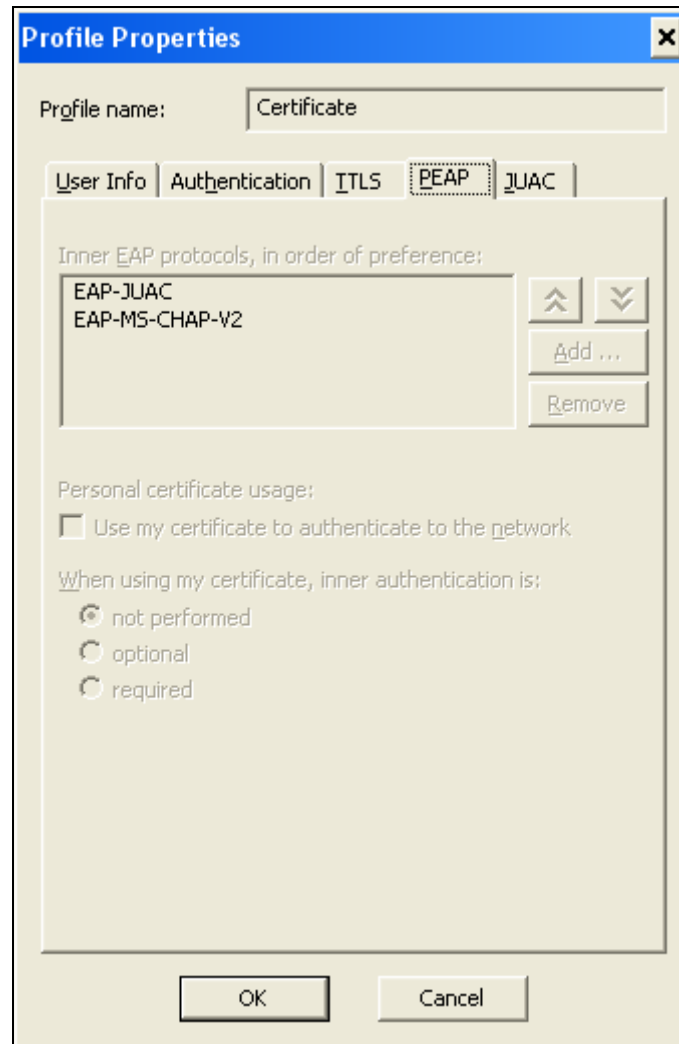 Profile Properties
Profile name: Certificate
User Info Authentication TTLS PEAP JUAC
Inner EAP protocols, in order of preference:
EAP-JUAC
EAP-MS-CHAP-V2
Add ...
Remove
Personal certificate usage:
Use my certificate to authenticate to the network
When using my certificate, inner authentication is:
not performed
optional
required
OK Cancel